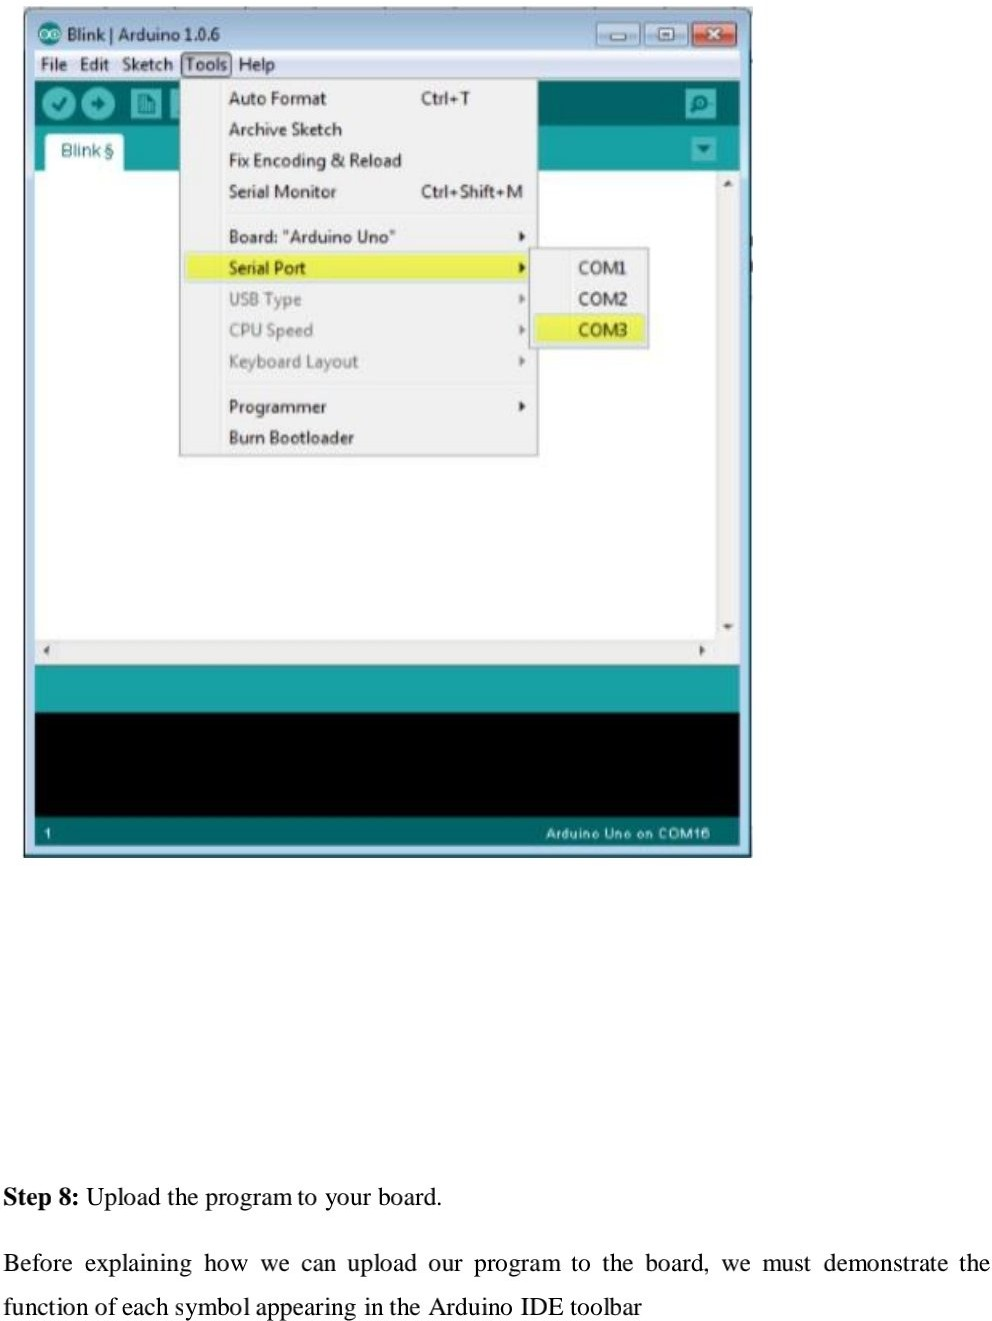 Blink | Arduino 1.0.6
File Edit Sketch Tools Help
Auto Format Ctrl+T
Archive Sketch
Blink §
Fix Encoding & Reload
Serial Monitor Ctrl+Shift+M
Board: "Arduino Uno"
Serial Port
COM1
USB Type
COM2
CPU Speed
COM3
Keyboard Layout
Programmer
Burn Bootloader
1 Arduino Uno on COM16
Step 8: Upload the program to your board.
Before explaining how we can upload our program to the board, we must demonstrate the
function of each symbol appearing in the Arduino IDE toolbar